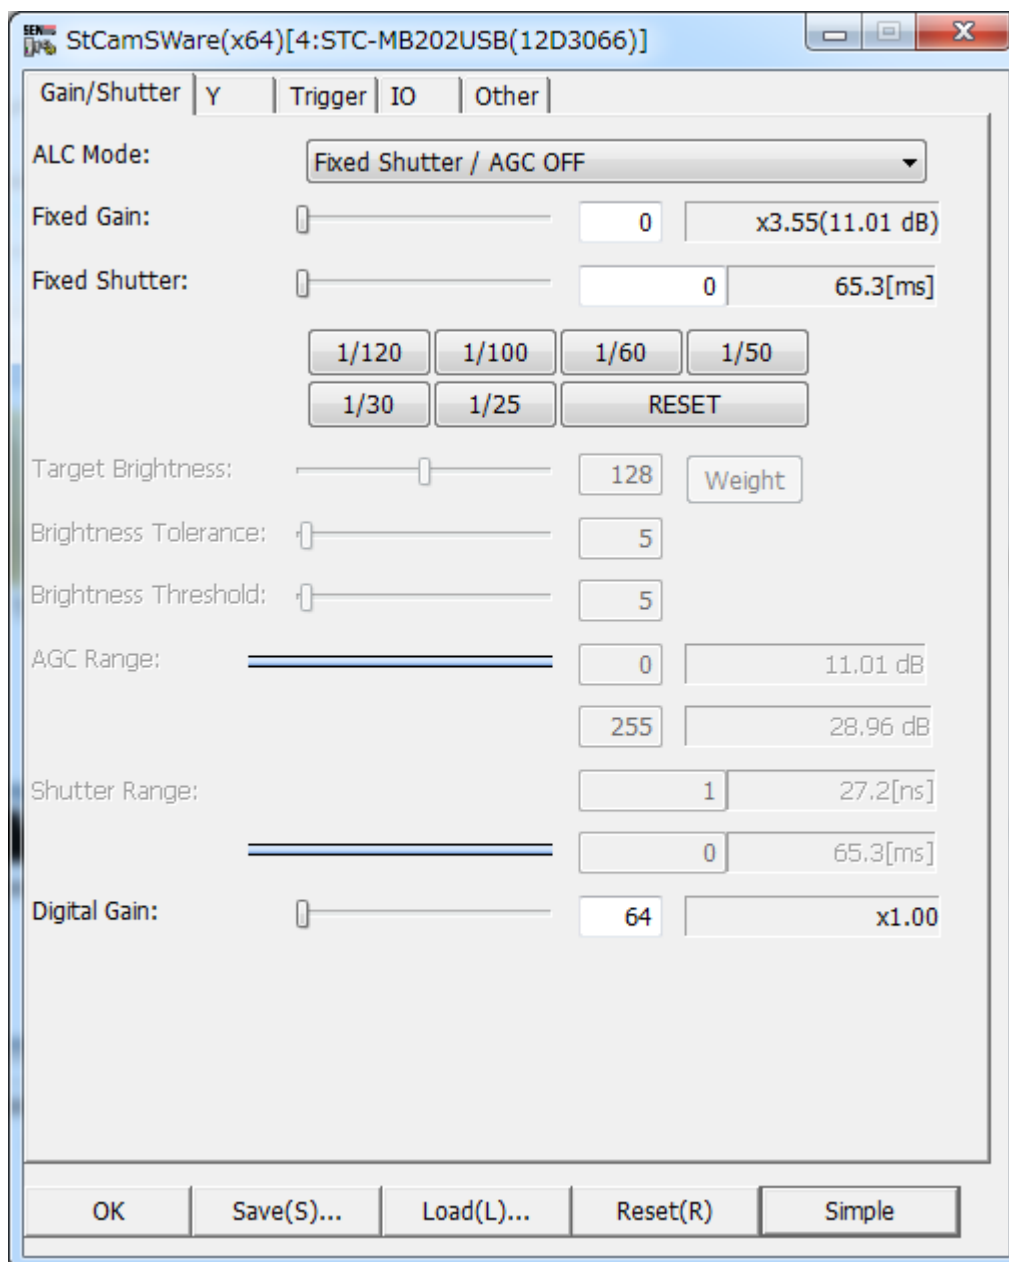 SEN
StCamSWare(x64)[4:STC-MB202USB(12D3066)]
Gain/Shutter Y Trigger IO Other
ALC Mode: Fixed Shutter / AGC OFF
Fixed Gain: 0 x3.55(11.01 dB)
Fixed Shutter: 0 65.3[ms]
1/120 1/100 1/60 1/50
1/30 1/25 RESET
Target Brightness: 128 Weight
Brightness Tolerance: 5
Brightness Threshold: 5
AGC Range: 0 11.01 dB
255 28.96 dB
Shutter Range: 1 27.2[ns]
0 65.3[ms]
Digital Gain: 64 x1.00
OK Save(S)... Load(L)... Reset(R) Simple